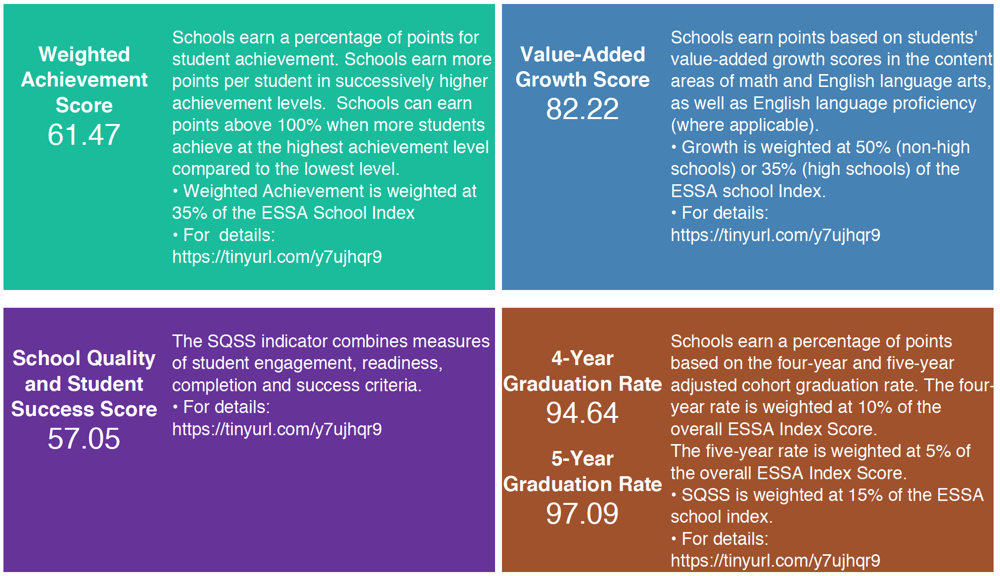 Weighted
Achievement
Score
61.47
Schools earn a percentage of points for
student achievement. Schools earn more
points per student in successively higher
achievement levels.  Schools can earn
points above 100% when more students
achieve at the highest achievement level
compared to the lowest level.
• Weighted Achievement is weighted at
35% of the ESSA School Index
• For  details:
https://tinyurl.com/y7ujhqr9
Value-Added
Growth Score
82.22
Schools earn points based on students'
value-added growth scores in the content
areas of math and English language arts,
as well as English language proficiency
(where applicable).
• Growth is weighted at 50% (non-high
schools) or 35% (high schools) of the
ESSA school Index.
• For details:
https://tinyurl.com/y7ujhqr9
School Quality
and Student
Success Score
57.05
The SQSS indicator combines measures
of student engagement, readiness,
completion and success criteria.
• For details:
https://tinyurl.com/y7ujhqr9
4-Year
Graduation Rate
94.64
5-Year
Graduation Rate
97.09
Schools earn a percentage of points
based on the four-year and five-year
adjusted cohort graduation rate. The four-
year rate is weighted at 10% of the
overall ESSA Index Score.
The five-year rate is weighted at 5% of
the overall ESSA Index Score.
• SQSS is weighted at 15% of the ESSA
school index.
• For details:
https://tinyurl.com/y7ujhqr9